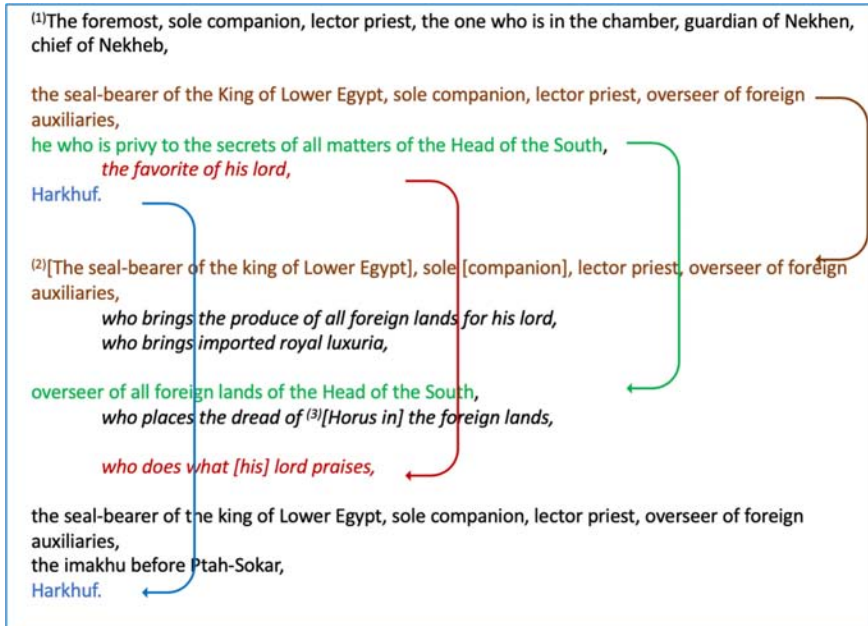 (1)The foremost, sole companion, lector priest, the one who is in the chamber, guardian of Nekhen,
chief of Nekheb,
the seal-bearer of the King of Lower Egypt, sole companion, lector priest, overseer of foreign
auxiliaries,
he who is privy to the secrets of all matters of the Head of the South,
the favorite of his lord,
Harkhuf.
(2)[The seal-bearer of the king of Lower Egypt], sole [companion], lector priest, overseer of foreign
auxiliaries,
who brings the produce of all foreign lands for his lord,
who brings imported royal luxuria,
overseer of all foreign lands of the Head of the South,
who places the dread of (3)[Horus in] the foreign lands,
who does what [his] lord praises,
the seal-bearer of the king of Lower Egypt, sole companion, lector priest, overseer of foreign
auxiliaries,
the imakhu before Ptah-Sokar,
Harkhuf.